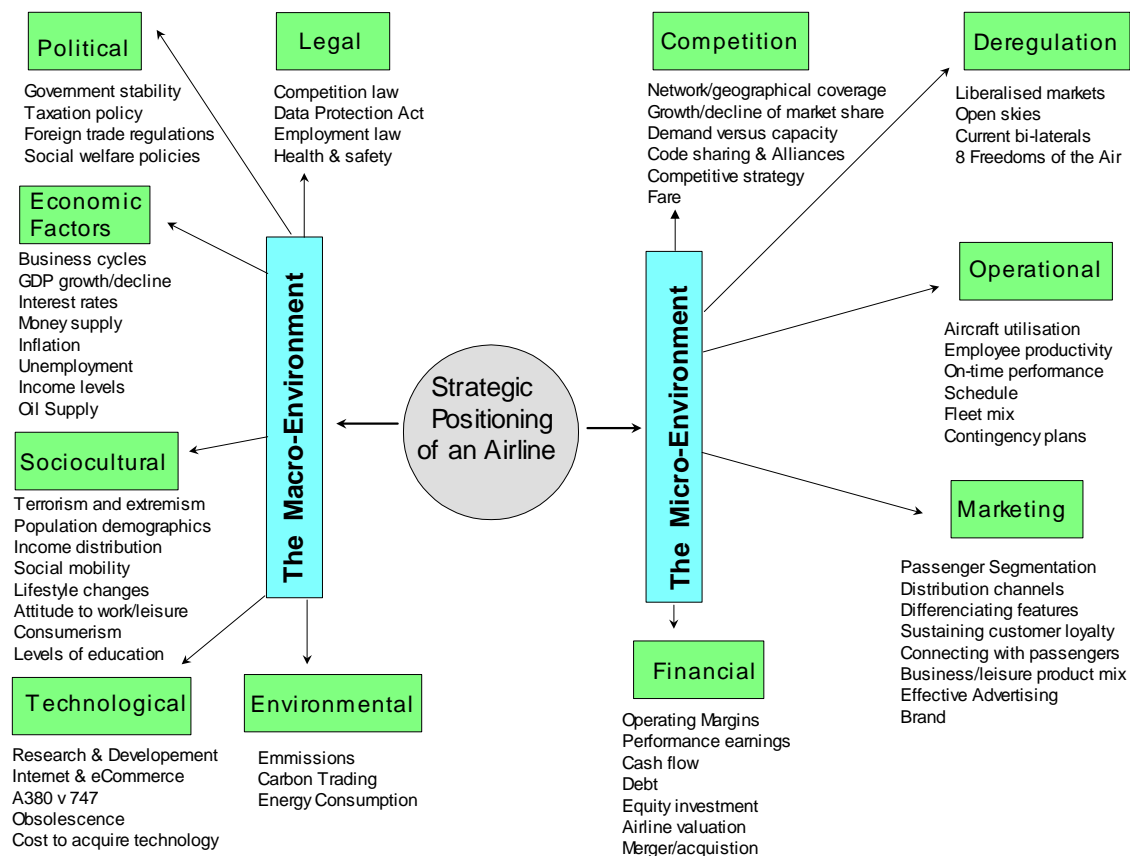 Political
Government stability
Taxation policy
Foreign trade regulations
Social welfare policies
Legal
Competition law
Data Protection Act
Employment law
Health & safety
Economic
Factors
Business cycles
GDP growth/decline
Interest rates
Money supply
Inflation
Unemployment
Income levels
Oil Supply
Sociocultural
Terrorism and extremism
Population demographics
Income distribution
Social mobility
Lifestyle changes
Attitude to work/leisure
Consumerism
Levels of education
Technological
Research & Developement
Internet & eCommerce
A380 v 747
Obsolescence
Cost to acquire technology
Environmental
Emmissions
Carbon Trading
Energy Consumption
The Macro-Environment
Strategic
Positioning
of an Airline
The Micro-Environment
Competition
Network/geographical coverage
Growth/decline of market share
Demand versus capacity
Code sharing & Alliances
Competitive strategy
Fare
Deregulation
Liberalised markets
Open skies
Current bi-laterals
8 Freedoms of the Air
Operational
Aircraft utilisation
Employee productivity
On-time performance
Schedule
Fleet mix
Contingency plans
Marketing
Passenger Segmentation
Distribution channels
Differenciating features
Sustaining customer loyalty
Connecting with passengers
Business/leisure product mix
Effective Advertising
Brand
Financial
Operating Margins
Performance earnings
Cash flow
Debt
Equity investment
Airline valuation
Merger/acquistion